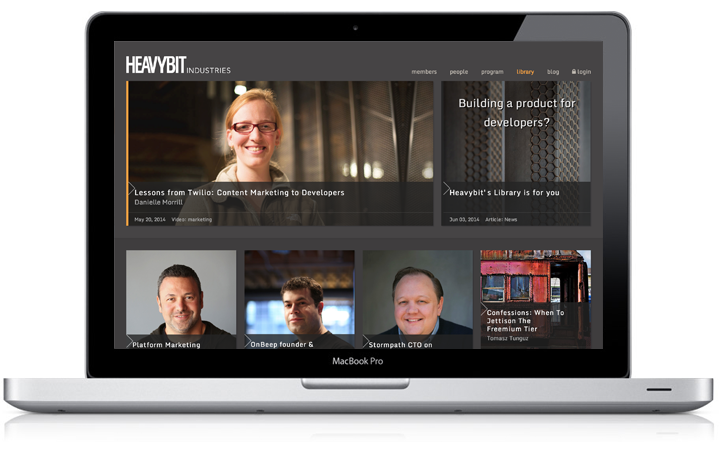 HEAVYBIT INDUSTRIES
members people program library blog login
Building a product for
developers?
Lessons from Twilio: Content Marketing to Developers
Danielle Morrill
May 20, 2014 Video: marketing
Heavybit's Library is for you
Jun 03, 2014 Article: News
Platform Marketing
OnBeep founder &
Stormpath CTO on
Confessions: When To
Jettison The
Freemium Tier
Tomasz Tunguz
MacBook Pro